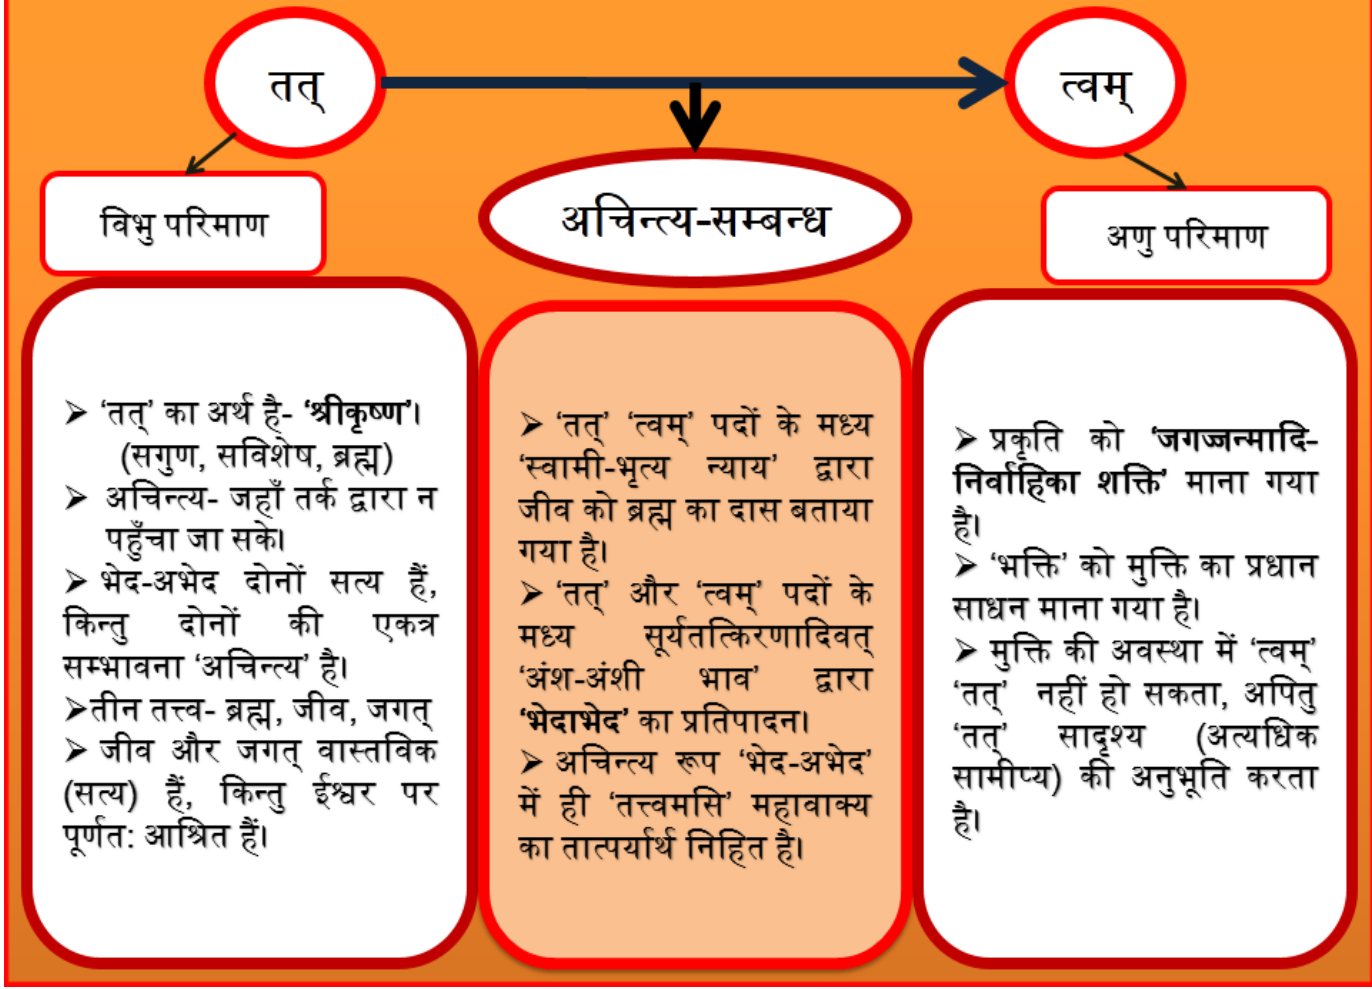 तत्
त्वम्
विभु परिमाण
अचिन्त्य-सम्बन्ध
अणु परिमाण
➢ ‘तत्’ का अर्थ है- ‘श्रीकृष्ण’।
(सगुण, सविशेष, ब्रह्म)
➢ अचिन्त्य- जहाँ तर्क द्वारा न
पहुँचा जा सके।
➢ भेद-अभेद दोनों सत्य हैं,
किन्तु दोनों की एकत्र
सम्भावना ‘अचिन्त्य’ है।
➢तीन तत्त्व- ब्रह्म, जीव, जगत्
➢ जीव और जगत् वास्तविक
(सत्य) हैं, किन्तु ईश्वर पर
पूर्णत: आश्रित हैं।
➢ ‘तत्’ ‘त्वम्’ पदों के मध्य
‘स्वामी-भृत्य न्याय’ द्वारा
जीव को ब्रह्म का दास बताया
गया है।
➢ ‘तत्’ और ‘त्वम्’ पदों के
मध्य सूर्यतत्किरणादिवत्
‘अंश-अंशी भाव’ द्वारा
‘भेदाभेद’ का प्रतिपादन।
➢ अचिन्त्य रूप ‘भेद-अभेद’
में ही ‘तत्त्वमसि’ महावाक्य
का तात्पर्यार्थ निहित है।
➢ प्रकृति को ‘जगज्जन्मादि-
निर्वाहिका शक्ति’ माना गया
है।
➢ ‘भक्ति’ को मुक्ति का प्रधान
साधन माना गया है।
➢ मुक्ति की अवस्था में ‘त्वम्’
‘तत्’ नहीं हो सकता, अपितु
‘तत्’ सादृश्य (अत्यधिक
सामीप्य) की अनुभूति करता
है।